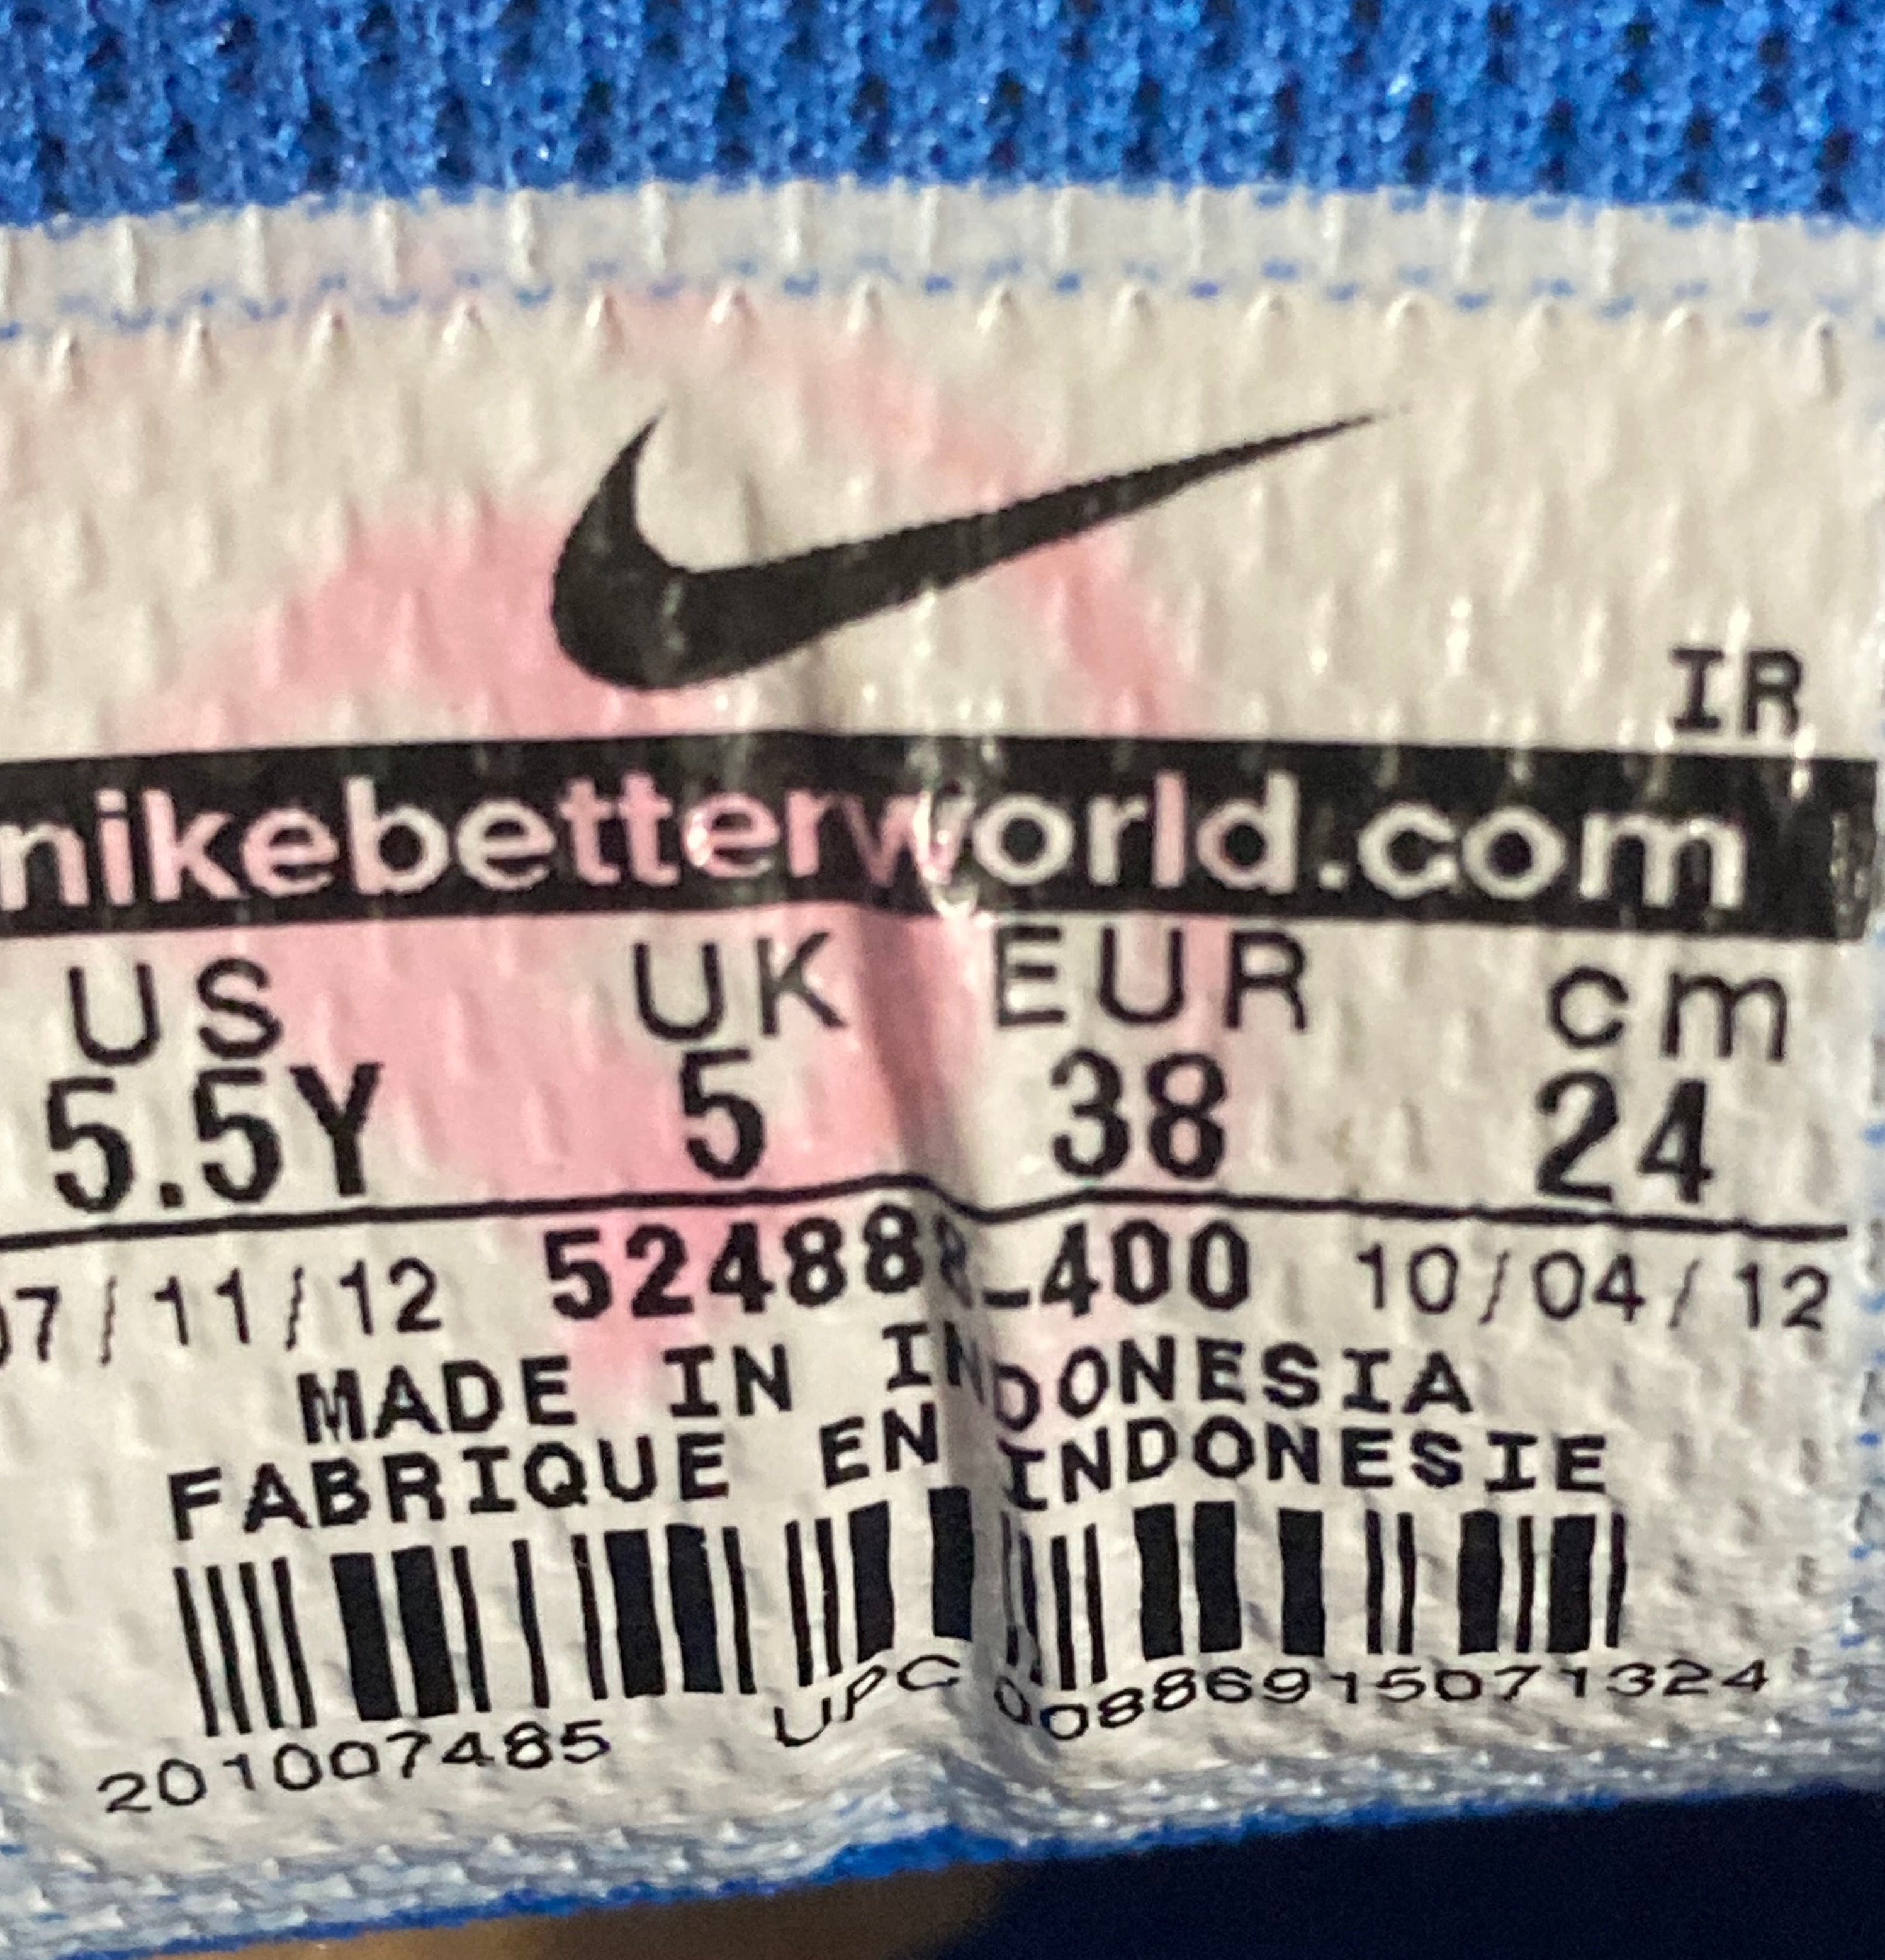 IR
nikebetterworld.com
US UK EUR cm
5.5Y 5 38 24
07/11/12 524888-400 10/04/12
MADE IN INDONESIA
FABRIQUE EN INDONESIE
201007485 UPC 00886915071324